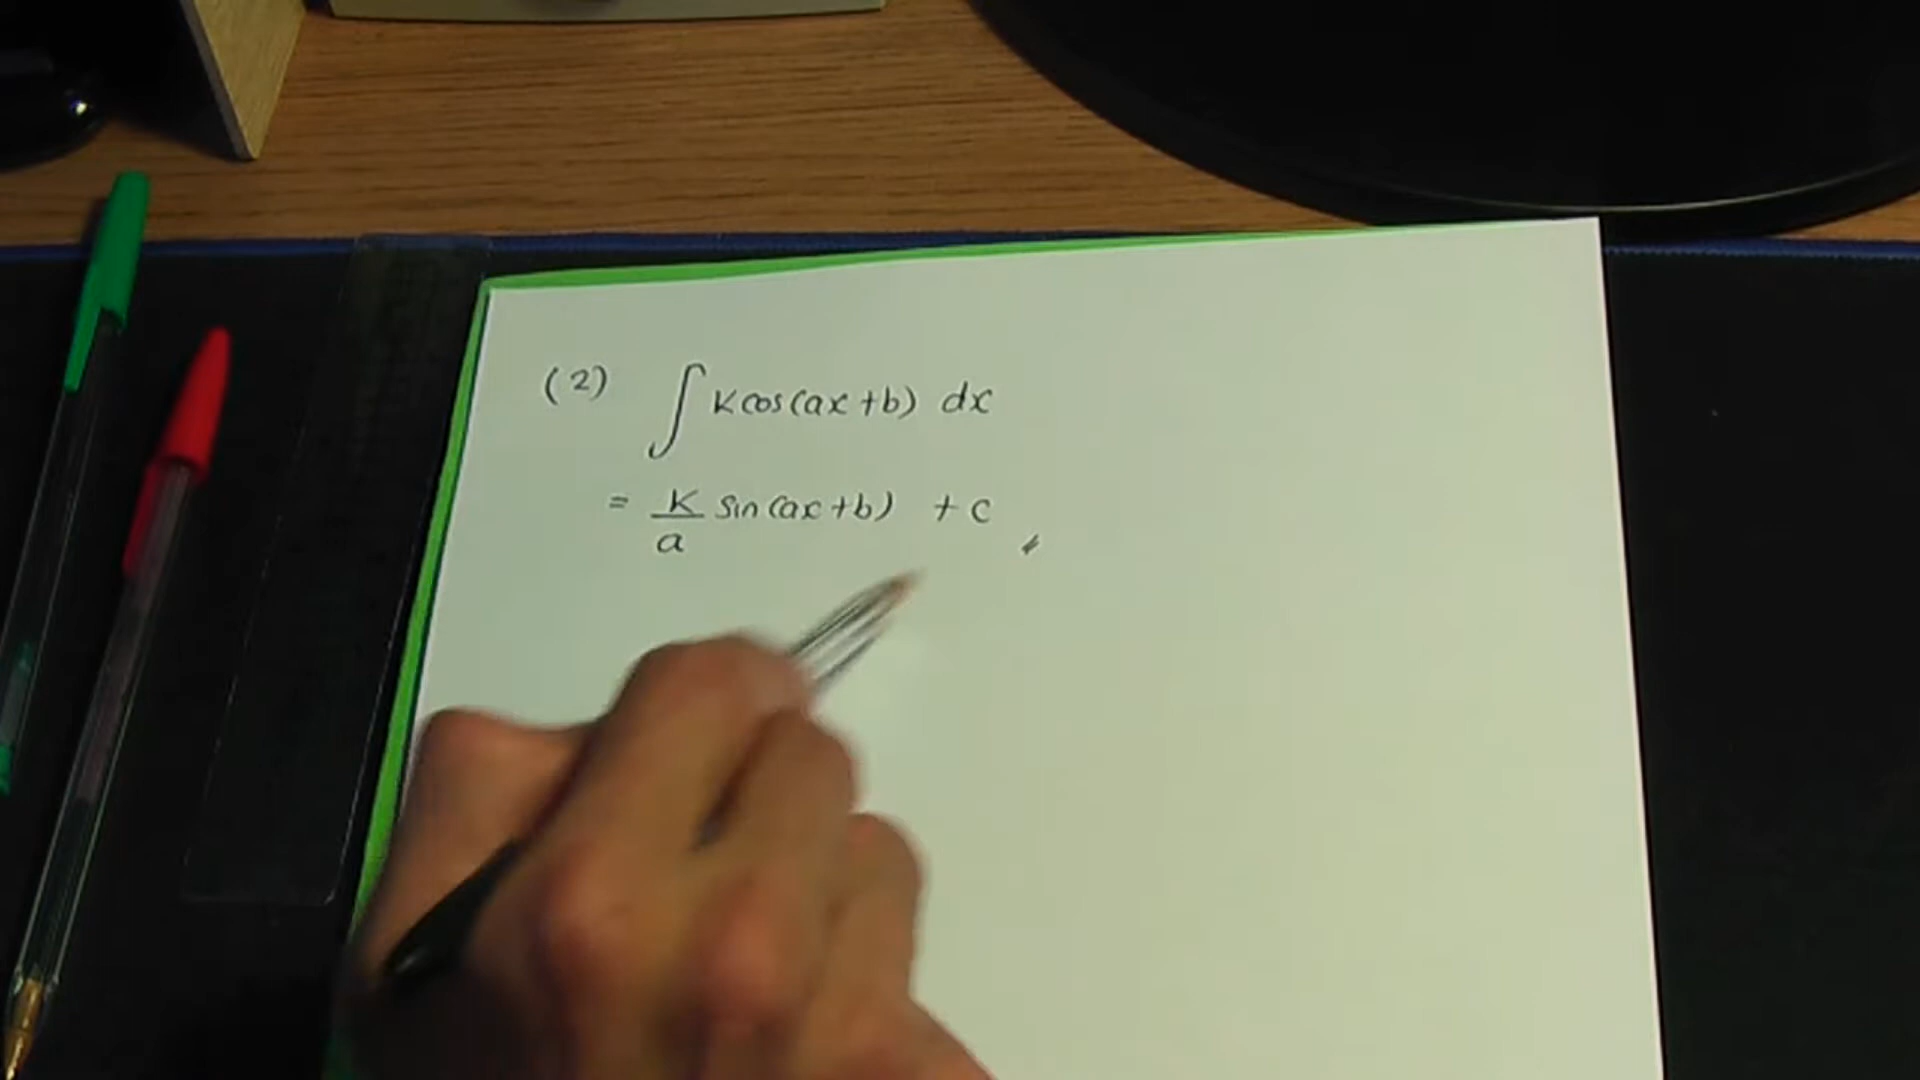 (2) ∫ K cos(ax+b) dx
= K/a sin(ax+b) + c